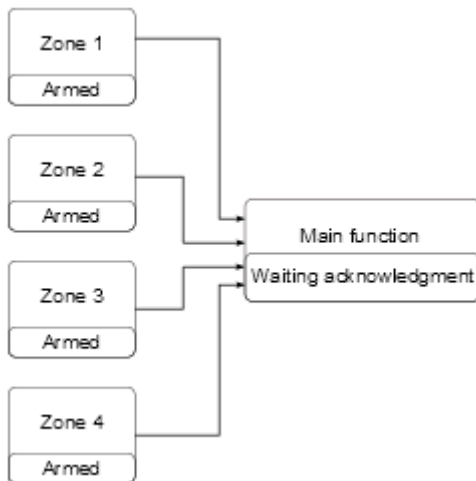 Zone 1
Armed
Zone 2
Armed
Zone 3
Armed
Zone 4
Armed
Main function
Waiting acknowledgment